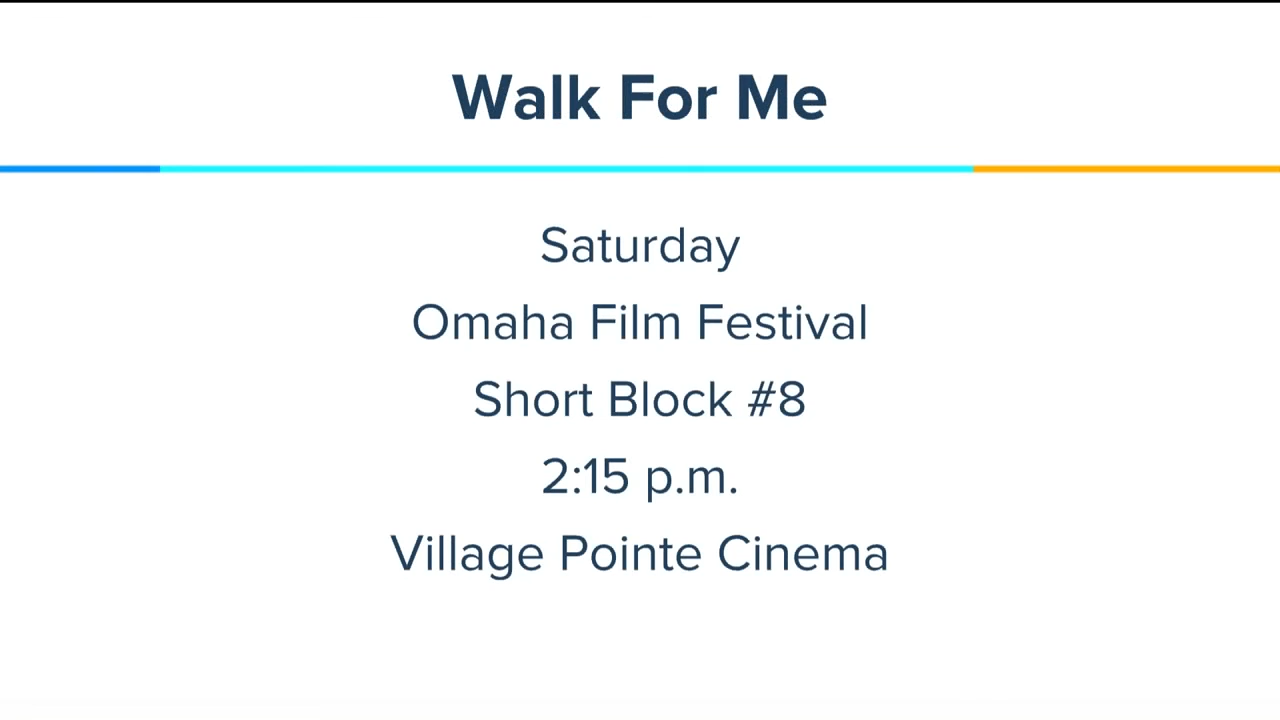 Walk For Me
Saturday
Omaha Film Festival
Short Block #8
2:15 p.m.
Village Pointe Cinema